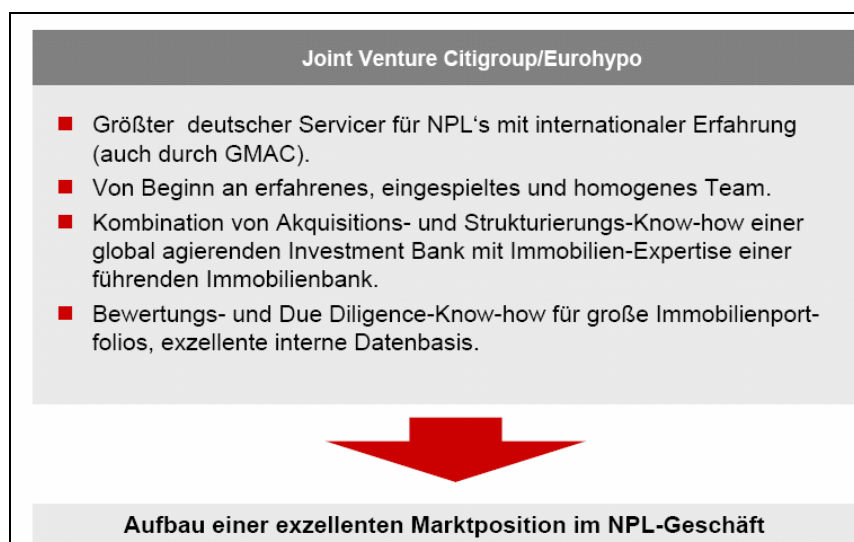 Joint Venture Citigroup/Eurohypo
Größter deutscher Servicer für NPL's mit internationaler Erfahrung
(auch durch GMAC).
Von Beginn an erfahrenes, eingespieltes und homogenes Team.
Kombination von Akquisitions- und Strukturierungs-Know-how einer
global agierenden Investment Bank mit Immobilien-Expertise einer
führenden Immobilienbank.
Bewertungs- und Due Diligence-Know-how für große Immobilienport-
folios, exzellente interne Datenbasis.
Aufbau einer exzellenten Marktposition im NPL-Geschäft